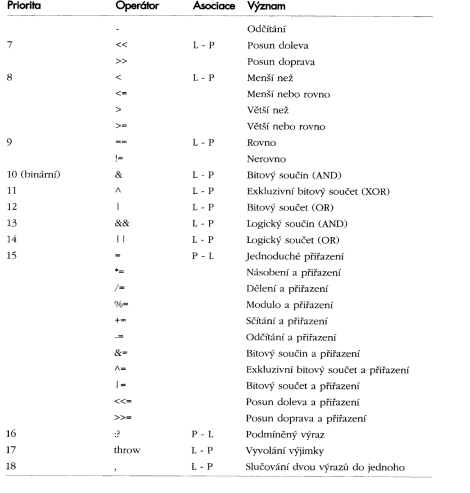 Priorita Operátor Asociace Význam
- Odčítání
7 << L - P Posun doleva
>> Posun doprava
8 < L - P Menší než
<= Menší nebo rovno
> Větší než
>= Větší nebo rovno
9 == L - P Rovno
!= Nerovno
10 (binární) & L - P Bitový součin (AND)
11 ^ L - P Exkluzivní bitový součet (XOR)
12 | L - P Bitový součet (OR)
13 && L - P Logický součin (AND)
14 || L - P Logický součet (OR)
15 = P - L Jednoduché přiřazení
*= Násobení a přiřazení
/= Dělení a přiřazení
%= Modulo a přiřazení
+= Sčítání a přiřazení
-= Odčítání a přiřazení
&= Bitový součin a přiřazení
^= Exkluzivní bitový součet a přiřazení
|= Bitový součet a přiřazení
<<= Posun doleva a přiřazení
>>= Posun doprava a přiřazení
16 :? P - L Podmíněný výraz
17 throw L - P Vyvolání výjimky
18 , L - P Slučování dvou výrazů do jednoho